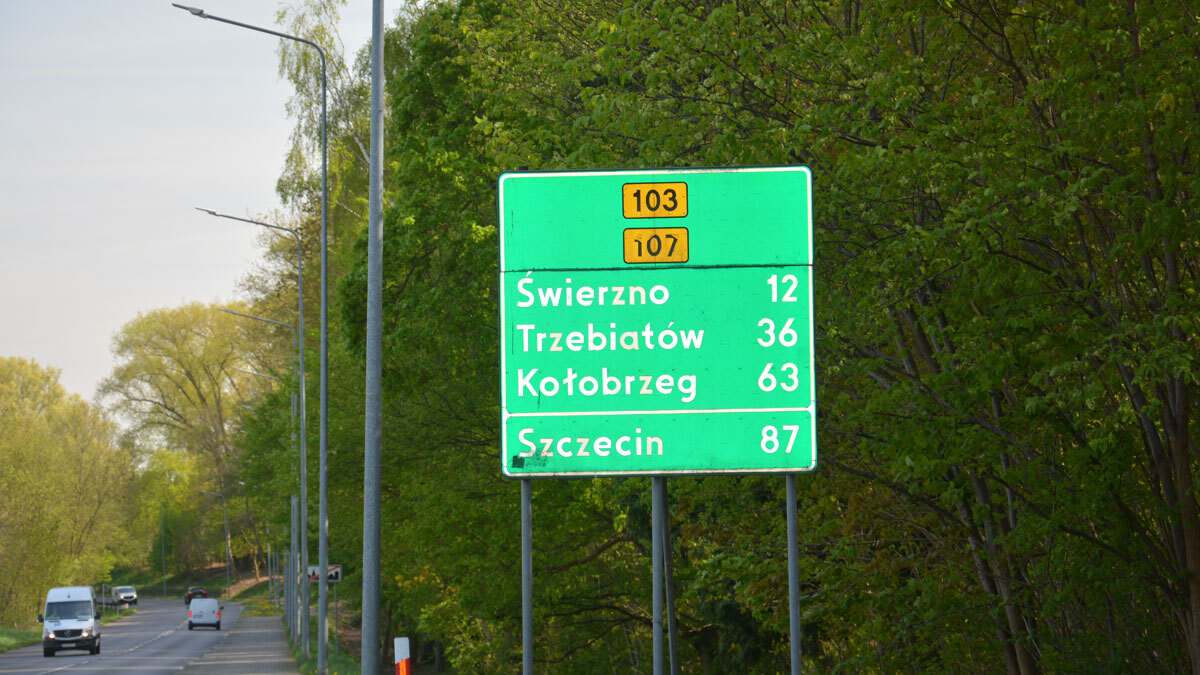 103
107
Świerzno 12
Trzebiatów 36
Kołobrzeg 63
Szczecin 87